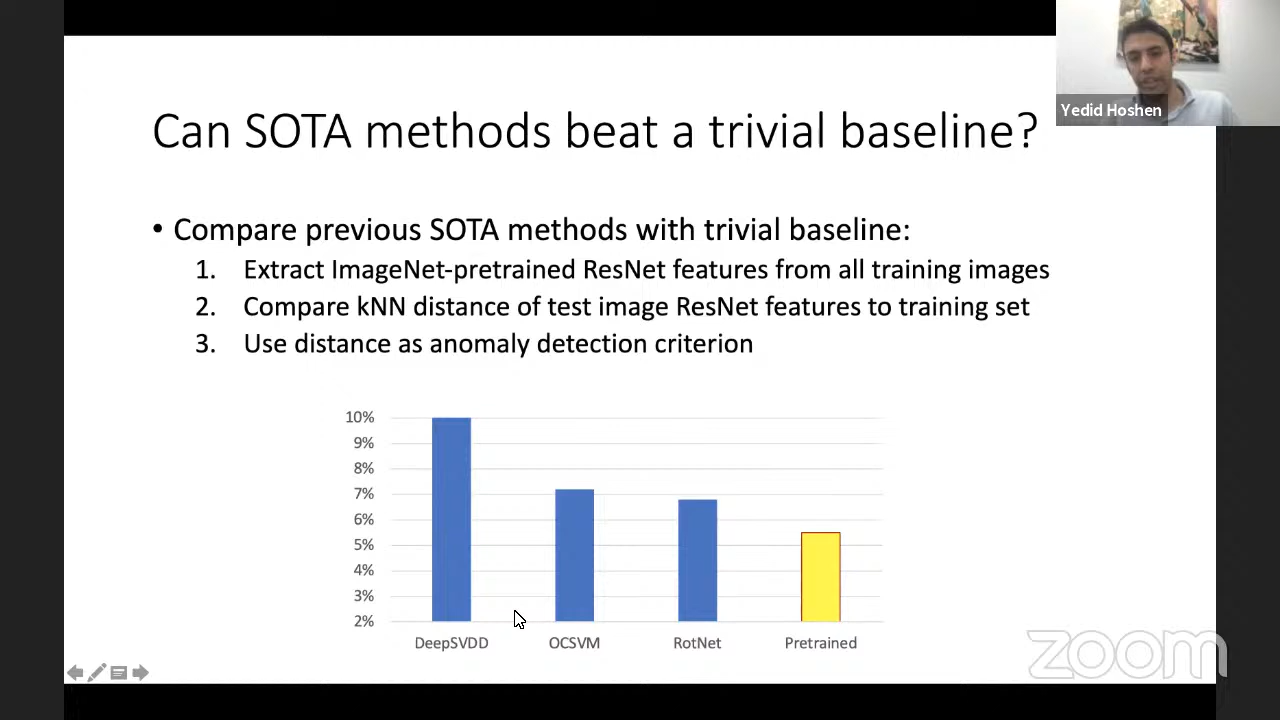 Yedid Hoshen
Can SOTA methods beat a trivial baseline?
• Compare previous SOTA methods with trivial baseline:
1. Extract ImageNet-pretrained ResNet features from all training images
2. Compare kNN distance of test image ResNet features to training set
3. Use distance as anomaly detection criterion
10%
9%
8%
7%
6%
5%
4%
3%
2%
DeepSVDD OCSVM RotNet Pretrained
zoom